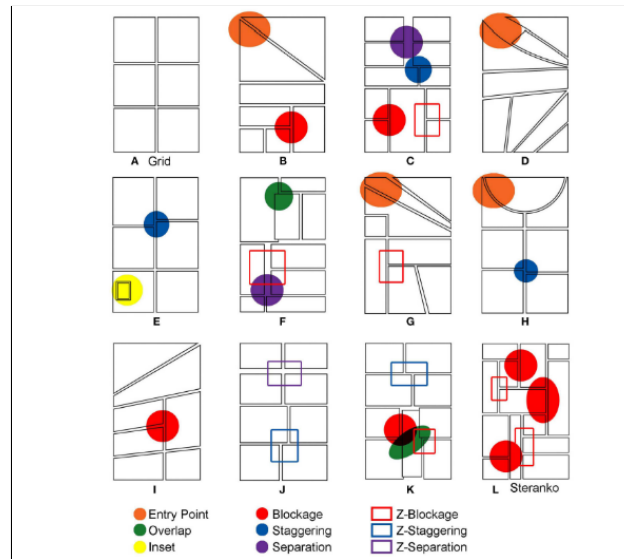 A Grid
B
C
D
E
F
G
H
I
J
K
L Steranko
Entry Point
Blockage
Z-Blockage
Overlap
Staggering
Z-Staggering
Inset
Separation
Z-Separation